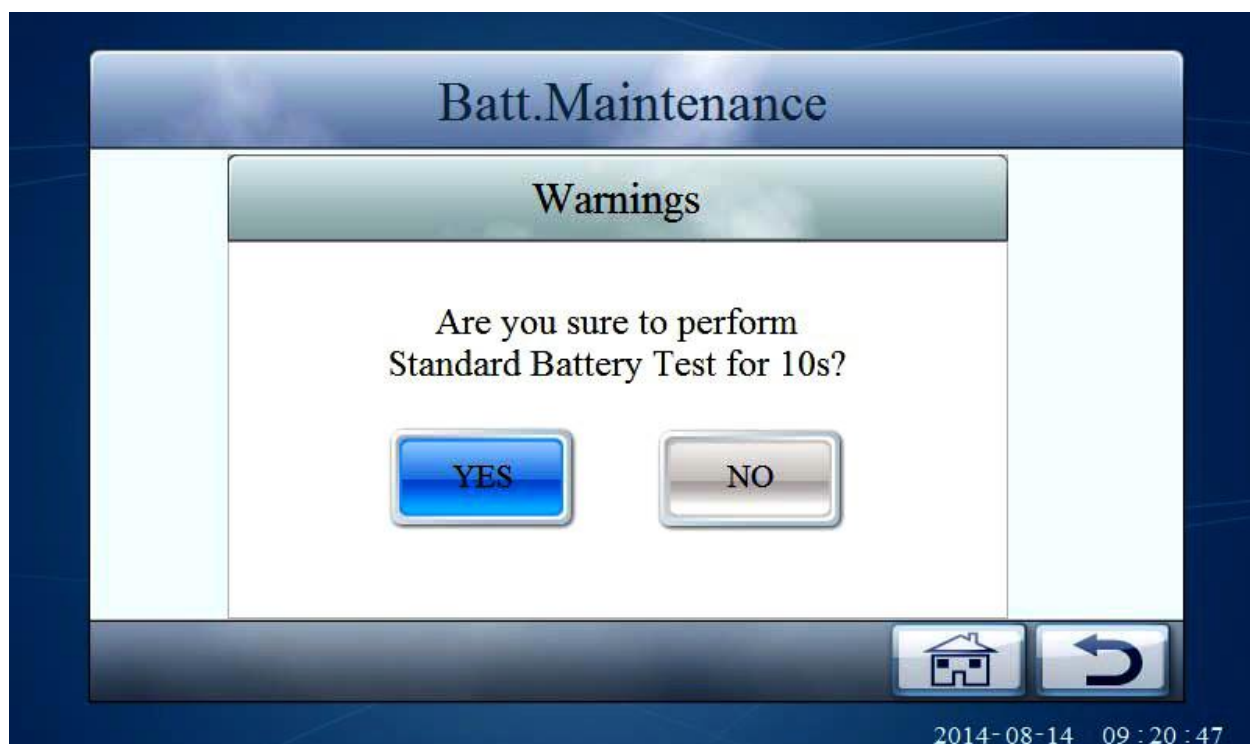 Batt.Maintenance
Warnings
Are you sure to perform
Standard Battery Test for 10s?
YES NO
2014-08-14 09:20:47